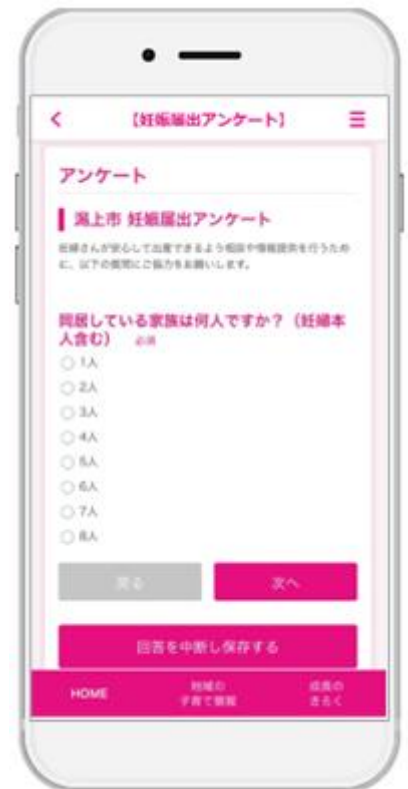 【妊娠届出アンケート】
アンケート
潟上市 妊娠届出アンケート
妊婦さんが安心して出産できるよう相談や情報提供を行うため
に、以下の質問にご協力をお願いします。
同居している家族は何人ですか？（妊婦本
人含む） 必須
1人
2人
3人
4人
5人
6人
7人
8人
戻る
次へ
回答を中断し保存する
HOME
地域の
子育て情報
成長の
きろく